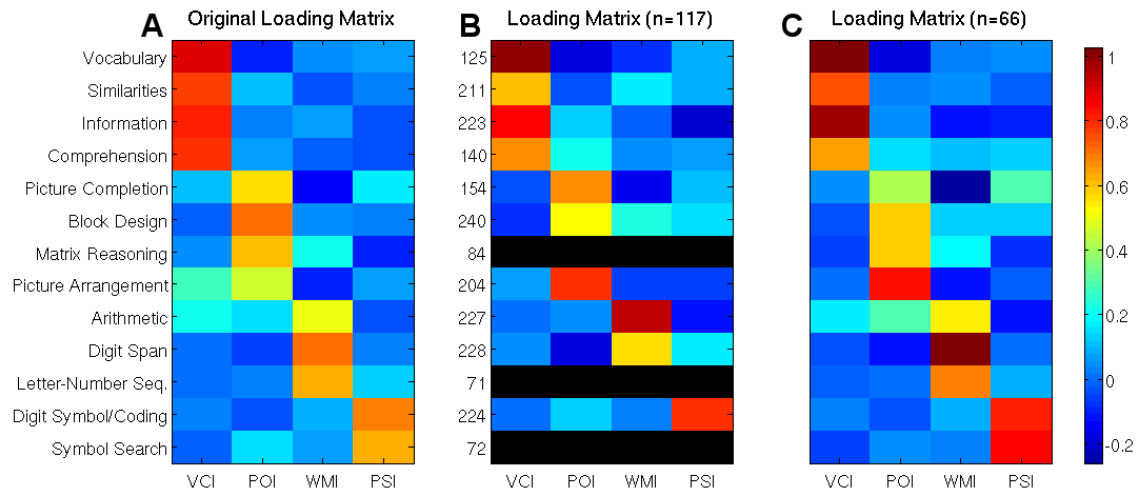 A Original Loading Matrix
B Loading Matrix (n=117)
C Loading Matrix (n=66)
Vocabulary
Similarities
Information
Comprehension
Picture Completion
Block Design
Matrix Reasoning
Picture Arrangement
Arithmetic
Digit Span
Letter-Number Seq.
Digit Symbol/Coding
Symbol Search
125
211
223
140
154
240
84
204
227
228
71
224
72
VCI POI WMI PSI
VCI POI WMI PSI
VCI POI WMI PSI
1
0.8
0.6
0.4
0.2
0
-0.2